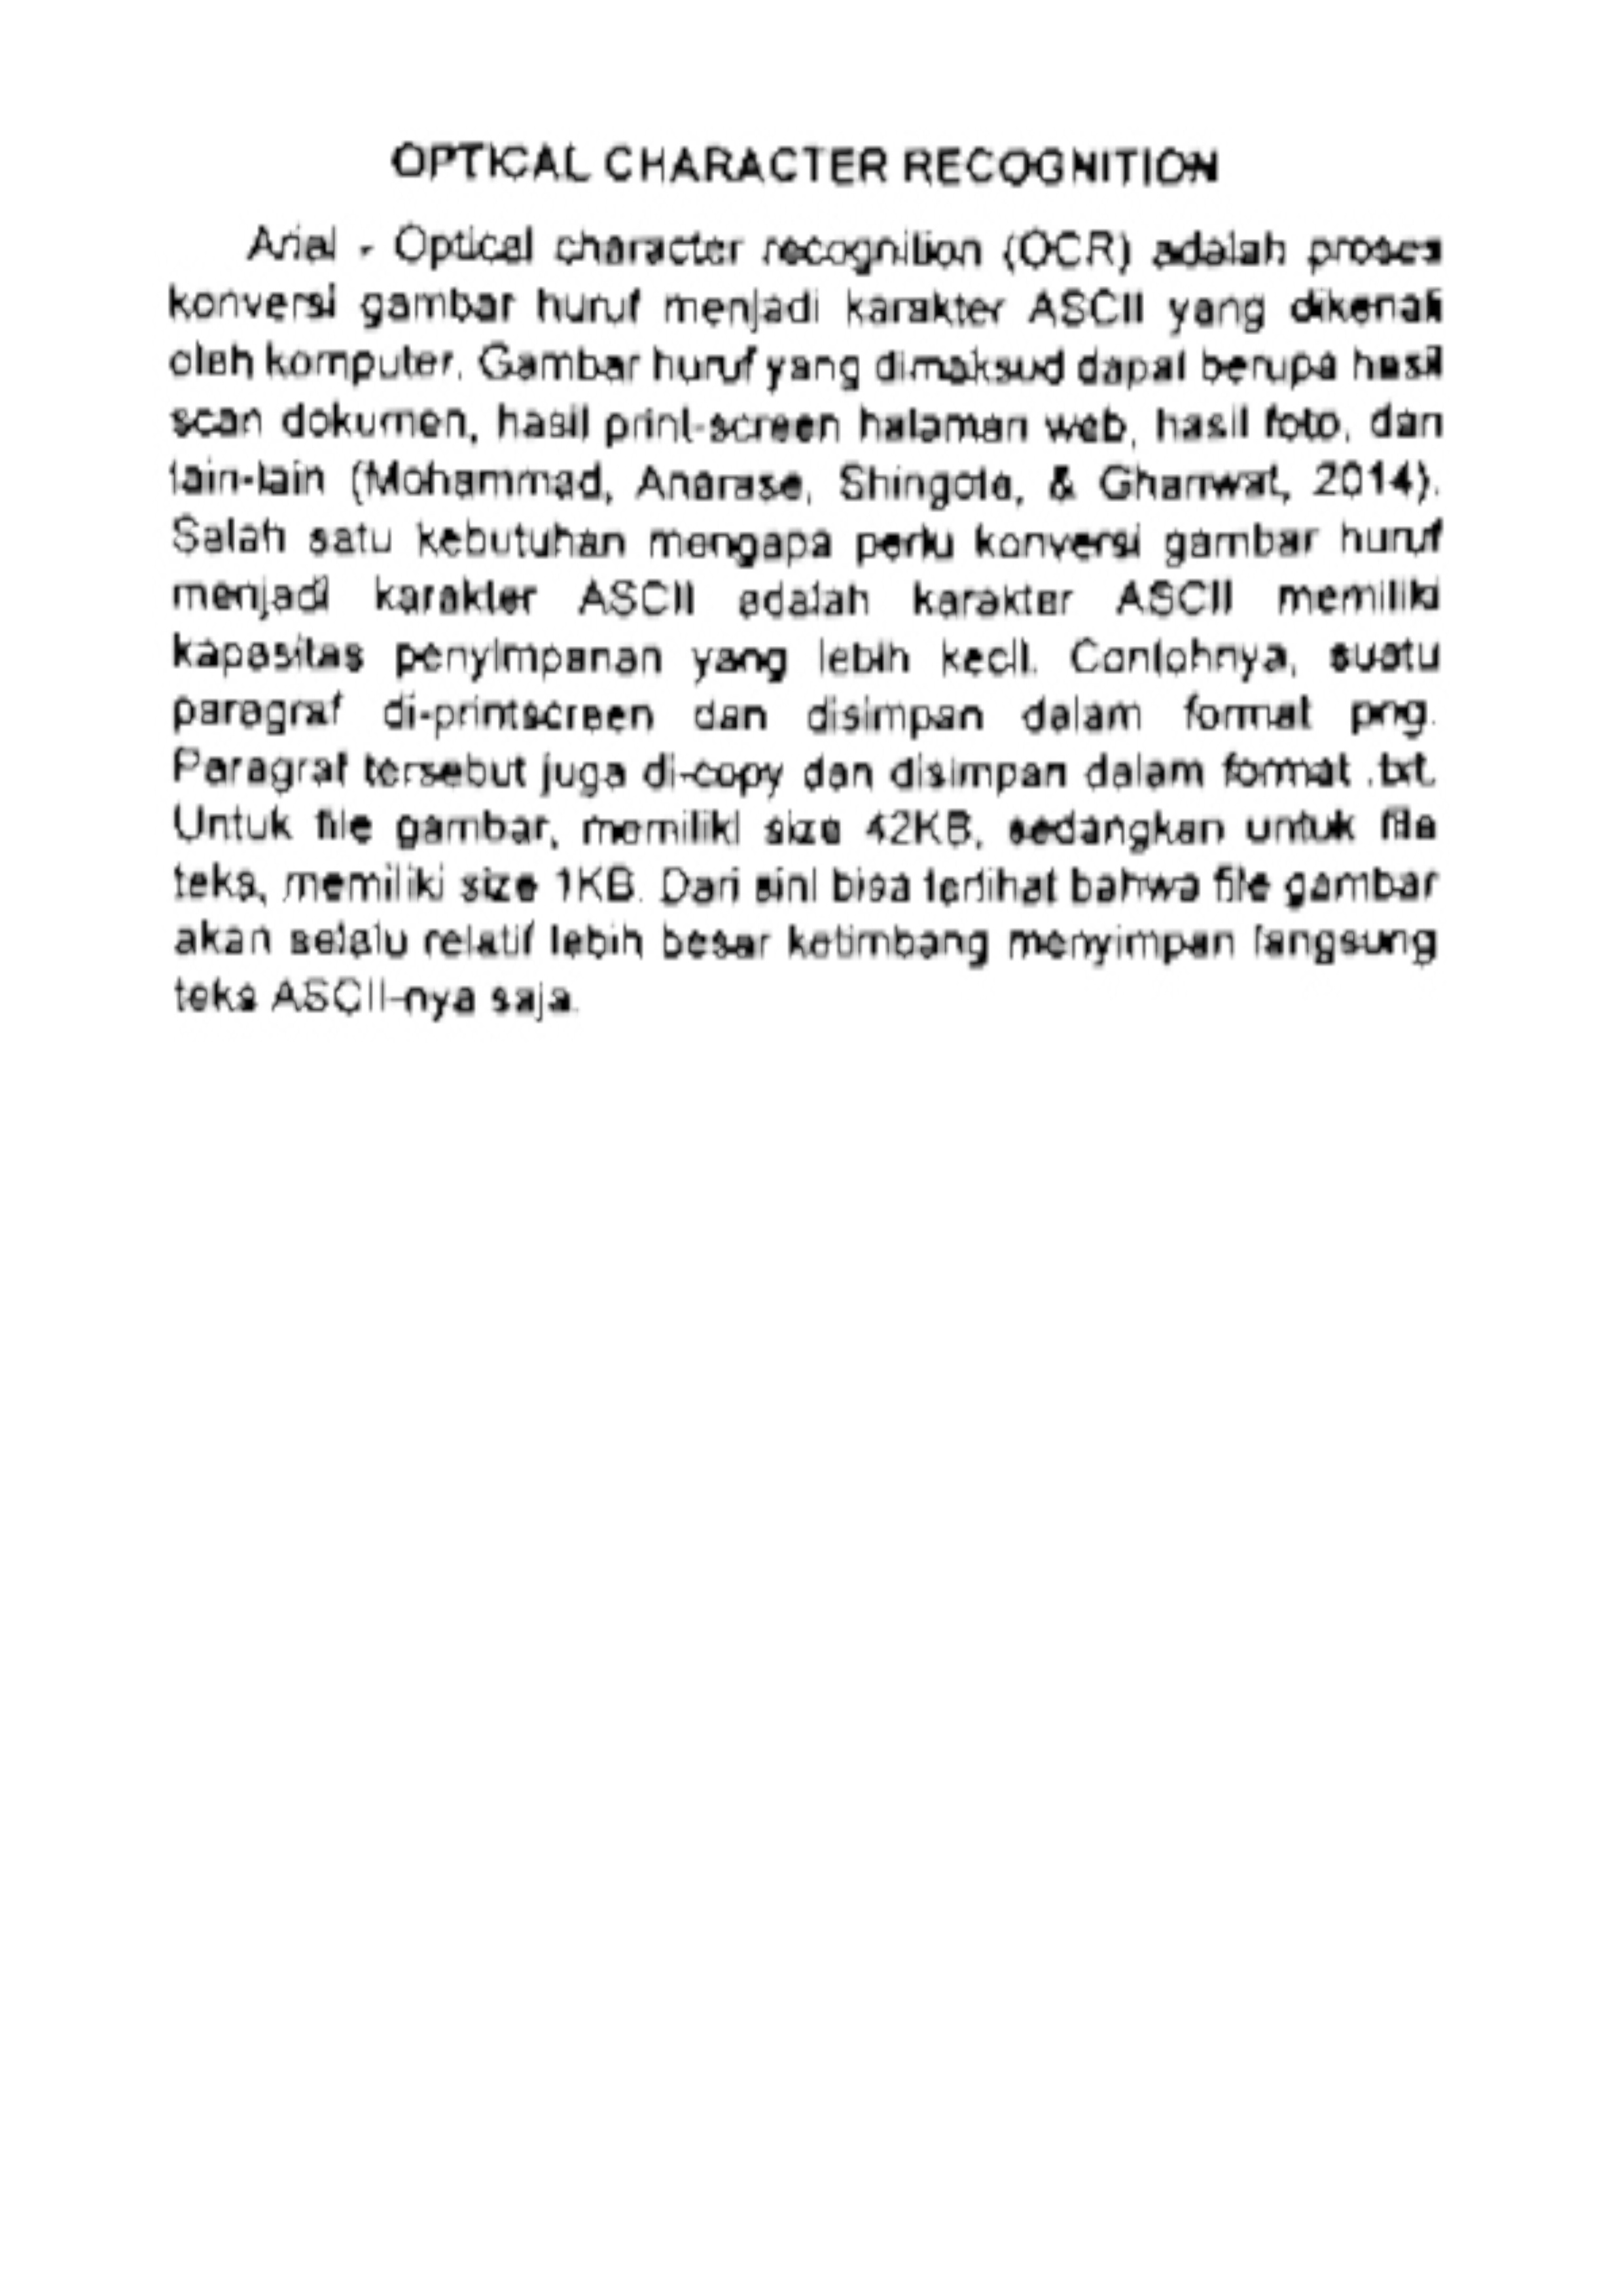 OPTICAL CHARACTER RECOGNITION
Arial - Optical character recognition (OCR) adalah proses
konversi gambar huruf menjadi karakter ASCII yang dikenali
oleh komputer. Gambar huruf yang dimaksud dapat berupa hasil
scan dokumen, hasil print-screen halaman web, hasil foto, dan
lain-lain (Mohammad, Anarase, Shingote, & Ghanwat, 2014).
Salah satu kebutuhan mengapa perlu konversi gambar huruf
menjadi karakter ASCII adalah karakter ASCII memiliki
kapasitas penyimpanan yang lebih kecil. Contohnya, suatu
paragraf di-printscreen dan disimpan dalam format png.
Paragraf tersebut juga di-copy dan disimpan dalam format .txt.
Untuk file gambar, memiliki size 42KB, sedangkan untuk file
teks, memiliki size 1KB. Dari sini bisa terlihat bahwa file gambar
akan selalu relatif lebih besar ketimbang menyimpan langsung
teks ASCII-nya saja.